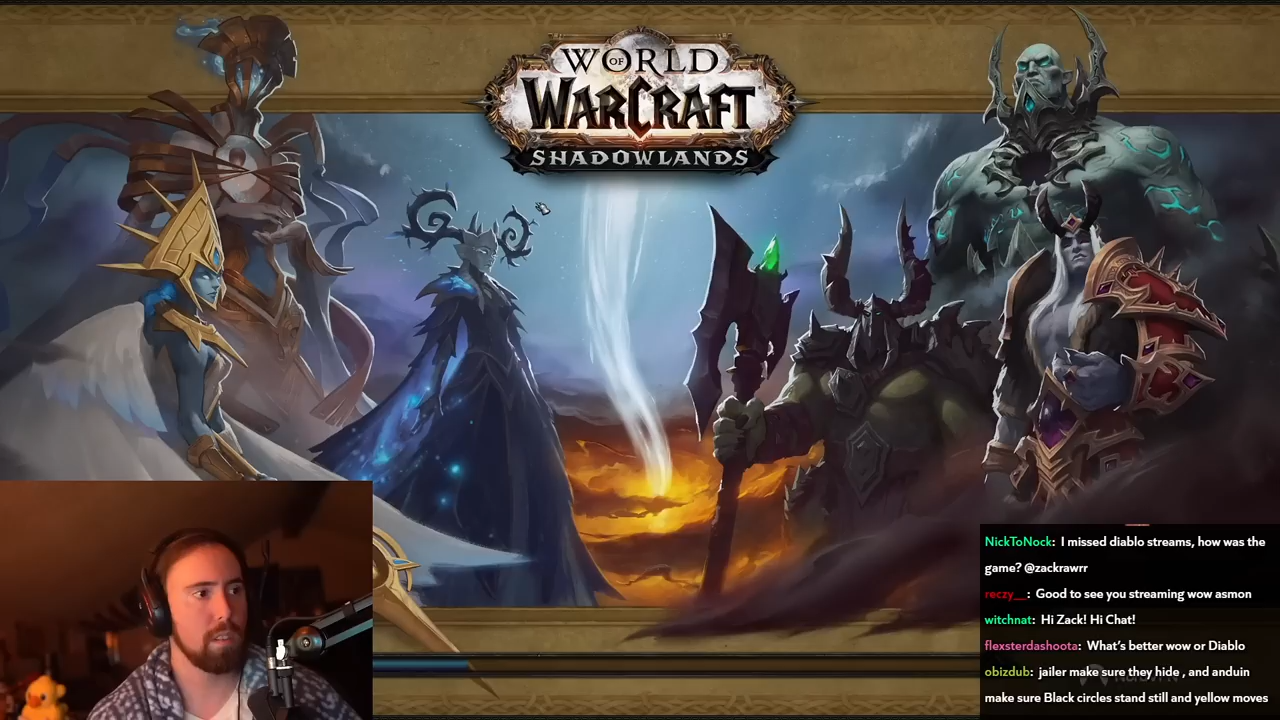 WORLD
OF
WARCRAFT
SHADOWLANDS
NickToNock: I missed diablo streams, how was the
game? @zackrawrr
reczy__: Good to see you streaming wow asmon
witchnat: Hi Zack! Hi Chat!
flexsterdashoota: What's better wow or Diablo
obizdub: jailer make sure they hide , and anduin
make sure Black circles stand still and yellow moves